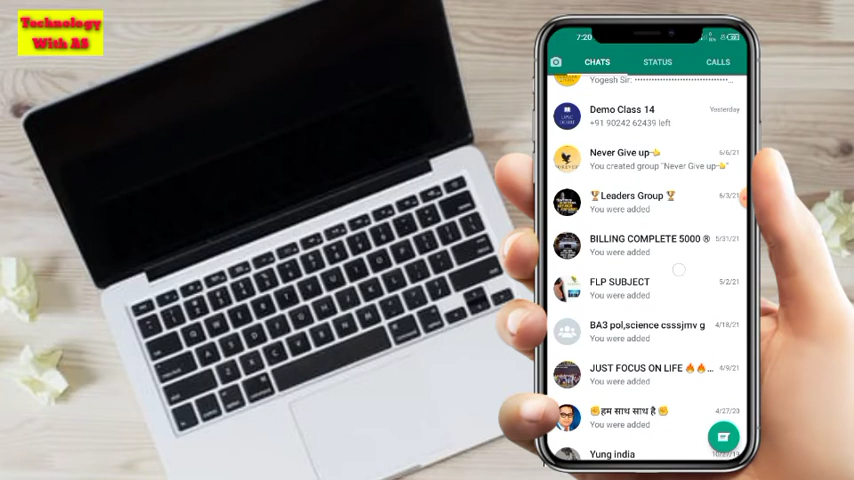 Technology
With AS
7:20
CHATS
STATUS
CALLS
Yogesh Sir:
Demo Class 14
Yesterday
+91 90242 62439 left
Never Give up💫
6/6/21
You created group "Never Give up💫"
🏆Leaders Group 🏆
6/3/21
You were added
BILLING COMPLETE 5000 ®
5/31/21
You were added
FLP SUBJECT
5/2/21
You were added
BA3 pol,science csssjmv g
4/18/21
You were added
JUST FOCUS ON LIFE 🔥🔥...
4/9/21
You were added
✊हम साथ साथ है ✊
4/27/20
You were added
Yung india